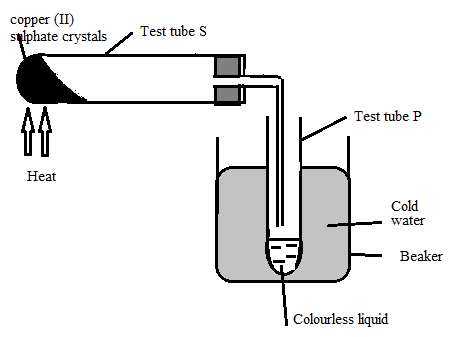 copper (II)
sulphate crystals
Test tube S
Heat
Test tube P
Cold
water
Beaker
Colourless liquid